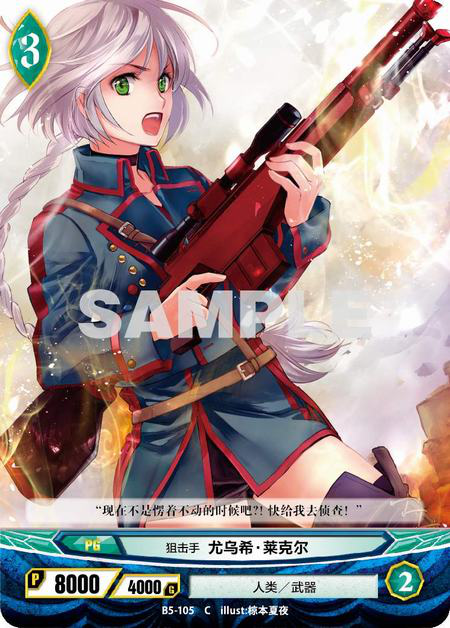 3
SAMPLE
“现在不是愣着不动的时候吧?! 快给我去侦查！”
PG 狙击手 尤乌希·莱克尔
P 8000 / 4000 G 人类／武器 2
B5-105 C illust:棕本夏夜